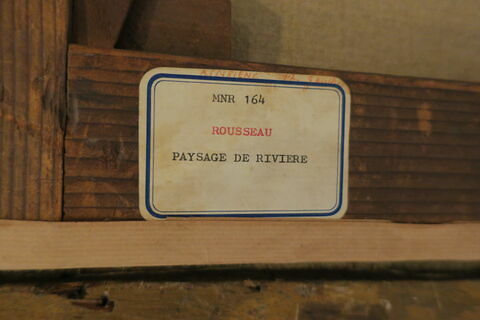 MNR 164
ROUSSEAU
PAYSAGE DE RIVIERE